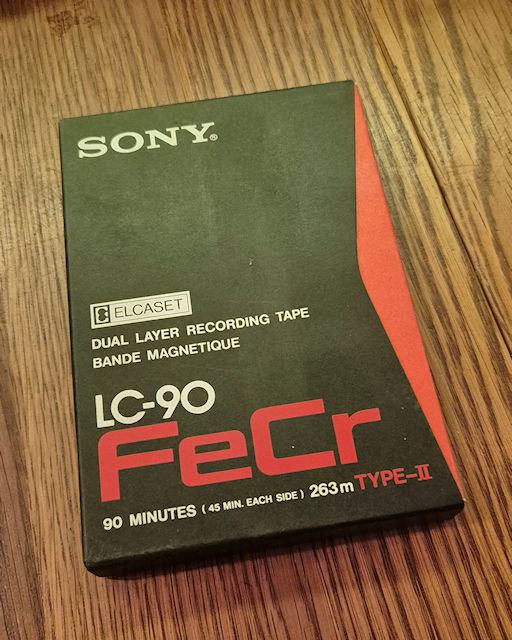 SONY®
ELCASET
DUAL LAYER RECORDING TAPE
BANDE MAGNETIQUE
LC-90
FeCr
90 MINUTES ( 45 MIN. EACH SIDE ) 263m TYPE-II